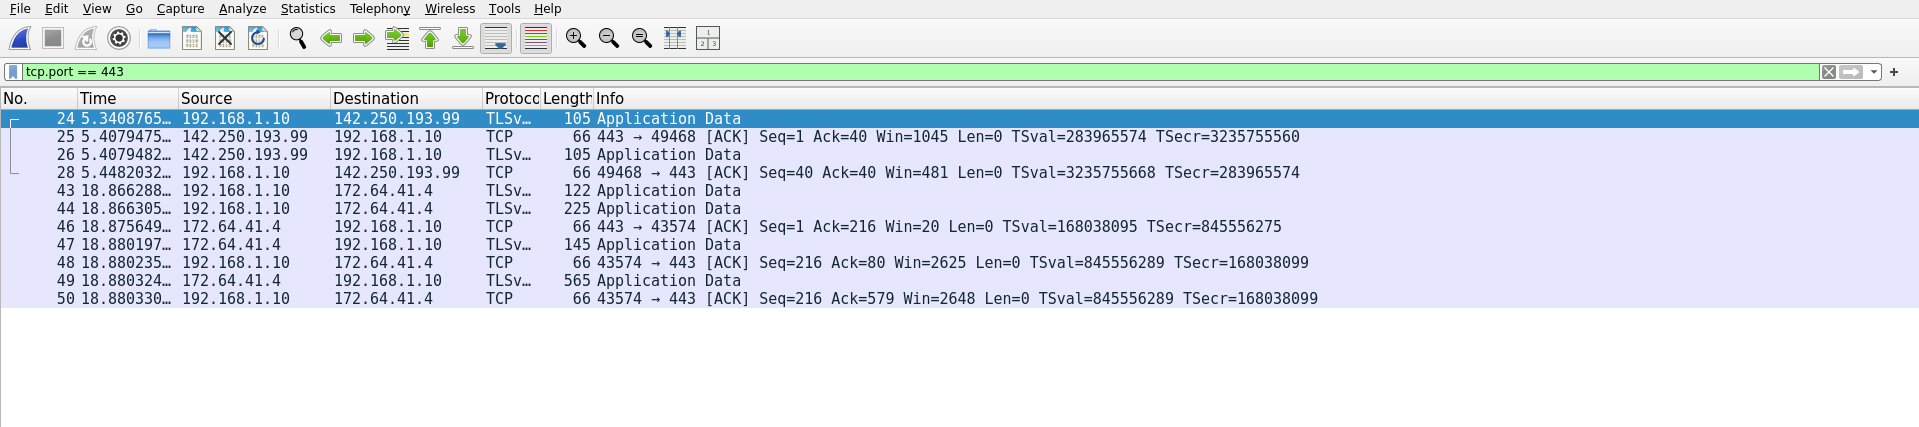 File Edit View Go Capture Analyze Statistics Telephony Wireless Tools Help
tcp.port == 443
No. Time Source Destination Protoco Length Info
24 5.3408765… 192.168.1.10 142.250.193.99 TLSv… 105 Application Data
25 5.4079475… 142.250.193.99 192.168.1.10 TCP 66 443 → 49468 [ACK] Seq=1 Ack=40 Win=1045 Len=0 TSval=283965574 TSecr=3235755560
26 5.4079482… 142.250.193.99 192.168.1.10 TLSv… 105 Application Data
28 5.4482032… 192.168.1.10 142.250.193.99 TCP 66 49468 → 443 [ACK] Seq=40 Ack=40 Win=481 Len=0 TSval=3235755668 TSecr=283965574
43 18.866288… 192.168.1.10 172.64.41.4 TLSv… 122 Application Data
44 18.866305… 192.168.1.10 172.64.41.4 TLSv… 225 Application Data
46 18.875649… 172.64.41.4 192.168.1.10 TCP 66 443 → 43574 [ACK] Seq=1 Ack=216 Win=20 Len=0 TSval=168038095 TSecr=845556275
47 18.880197… 172.64.41.4 192.168.1.10 TLSv… 145 Application Data
48 18.880235… 192.168.1.10 172.64.41.4 TCP 66 43574 → 443 [ACK] Seq=216 Ack=80 Win=2625 Len=0 TSval=845556289 TSecr=168038099
49 18.880324… 172.64.41.4 192.168.1.10 TLSv… 565 Application Data
50 18.880330… 192.168.1.10 172.64.41.4 TCP 66 43574 → 443 [ACK] Seq=216 Ack=579 Win=2648 Len=0 TSval=845556289 TSecr=168038099